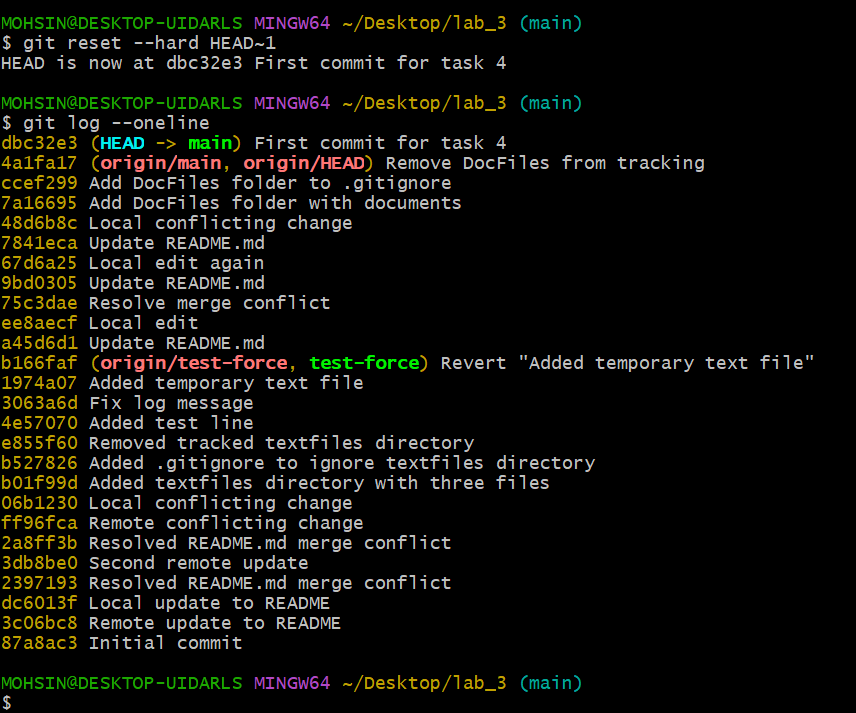 MOHSIN@DESKTOP-UIDARLS MINGW64 ~/Desktop/lab_3 (main)
$ git reset --hard HEAD~1
HEAD is now at dbc32e3 First commit for task 4
MOHSIN@DESKTOP-UIDARLS MINGW64 ~/Desktop/lab_3 (main)
$ git log --oneline
dbc32e3 (HEAD -> main) First commit for task 4
4a1fa17 (origin/main, origin/HEAD) Remove DocFiles from tracking
ccef299 Add DocFiles folder to .gitignore
7a16695 Add DocFiles folder with documents
48d6b8c Local conflicting change
7841eca Update README.md
67d6a25 Local edit again
9bd0305 Update README.md
75c3dae Resolve merge conflict
ee8aecf Local edit
a45d6d1 Update README.md
b166faf (origin/test-force, test-force) Revert "Added temporary text file"
1974a07 Added temporary text file
3063a6d Fix log message
4e57070 Added test line
e855f60 Removed tracked textfiles directory
b527826 Added .gitignore to ignore textfiles directory
b01f99d Added textfiles directory with three files
06b1230 Local conflicting change
ff96fca Remote conflicting change
2a8ff3b Resolved README.md merge conflict
3db8be0 Second remote update
2397193 Resolved README.md merge conflict
dc6013f Local update to README
3c06bc8 Remote update to README
87a8ac3 Initial commit
MOHSIN@DESKTOP-UIDARLS MINGW64 ~/Desktop/lab_3 (main)
$